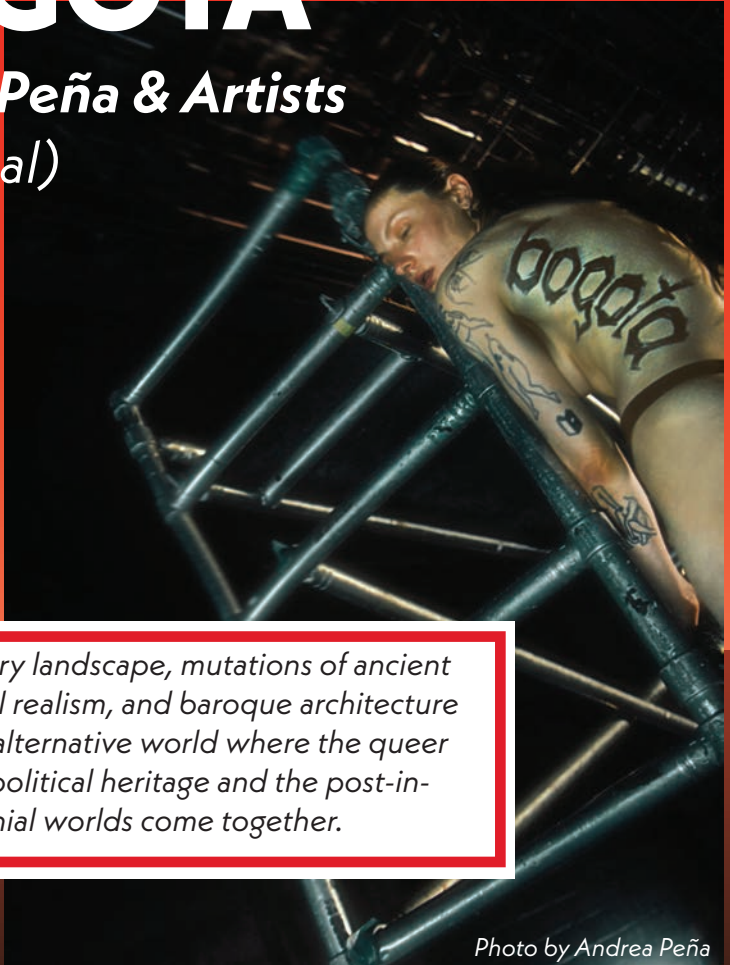 GOTÁ
Peña & Artists
al)
bogota
ry landscape, mutations of ancient
l realism, and baroque architecture
alternative world where the queer
political heritage and the post-in-
nial worlds come together.
Photo by Andrea Peña